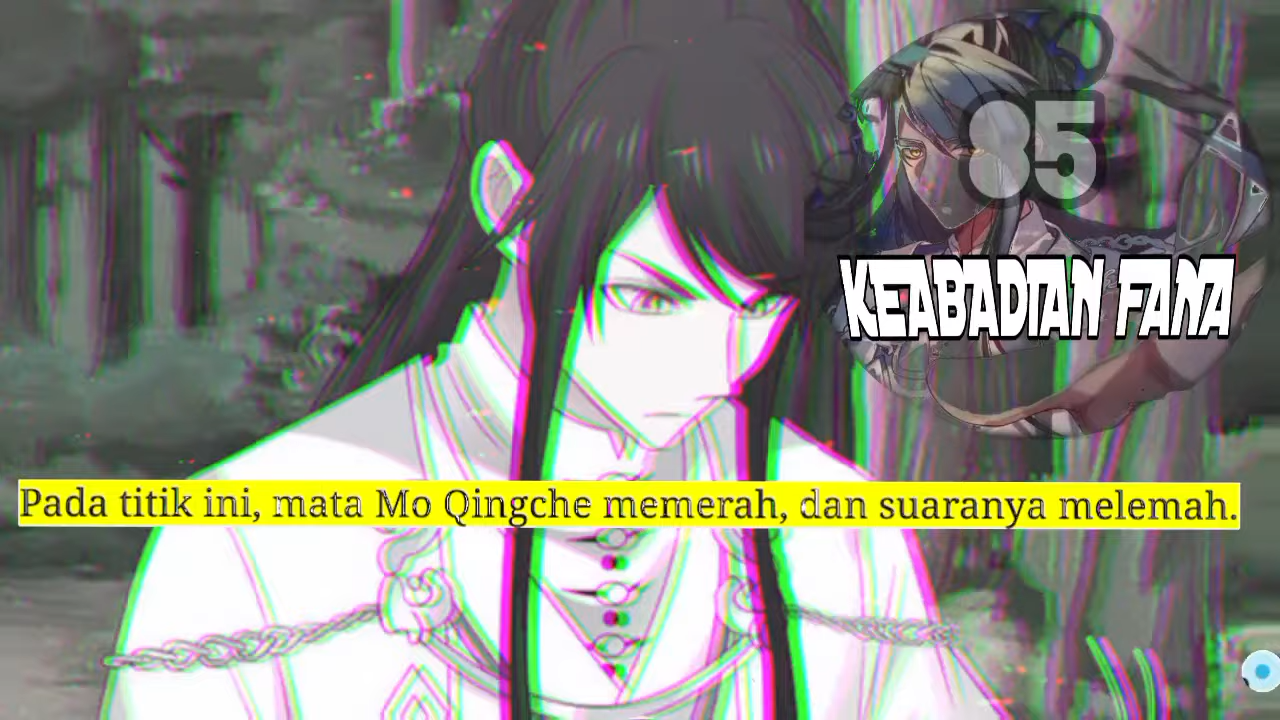 85
KEABADIAN FANA
Pada titik ini, mata Mo Qingche memerah, dan suaranya melemah.